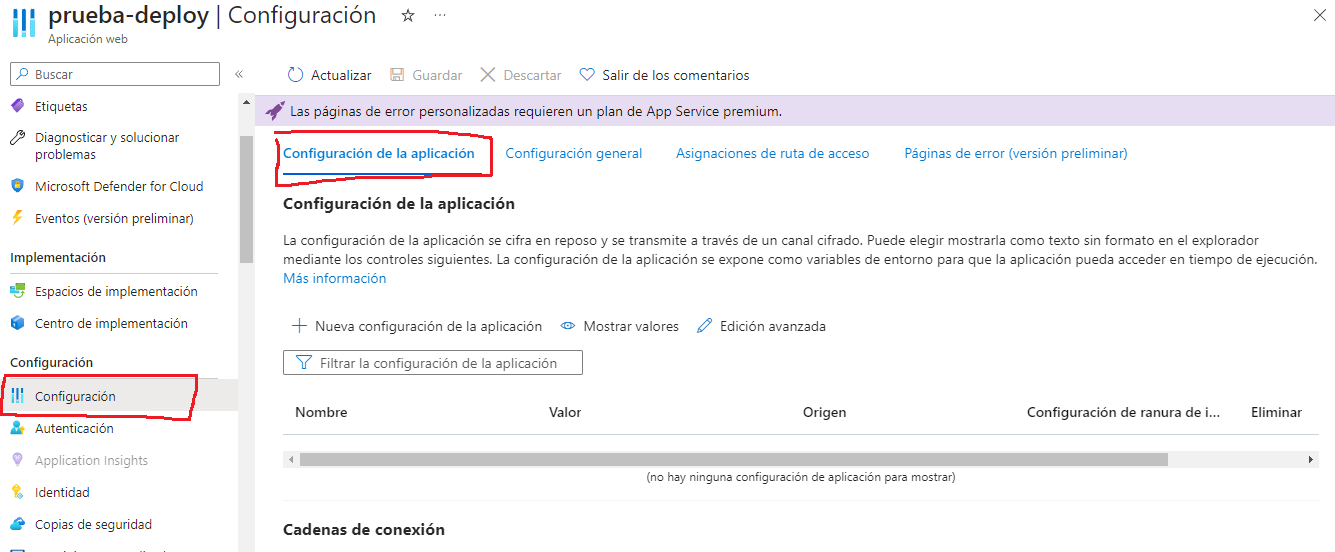 prueba-deploy | Configuración
Aplicación web
Buscar
Etiquetas
Diagnosticar y solucionar
problemas
Microsoft Defender for Cloud
Eventos (versión preliminar)
Implementación
Espacios de implementación
Centro de implementación
Configuración
Configuración
Autenticación
Application Insights
Identidad
Copias de seguridad
Actualizar Guardar Descartar Salir de los comentarios
Las páginas de error personalizadas requieren un plan de App Service premium.
Configuración de la aplicación Configuración general Asignaciones de ruta de acceso Páginas de error (versión preliminar)
Configuración de la aplicación
La configuración de la aplicación se cifra en reposo y se transmite a través de un canal cifrado. Puede elegir mostrarla como texto sin formato en el explorador
mediante los controles siguientes. La configuración de la aplicación se expone como variables de entorno para que la aplicación pueda acceder en tiempo de ejecución.
Más información
Nueva configuración de la aplicación Mostrar valores Edición avanzada
Filtrar la configuración de la aplicación
Nombre Valor Origen Configuración de ranura de i... Eliminar
(no hay ninguna configuración de aplicación para mostrar)
Cadenas de conexión